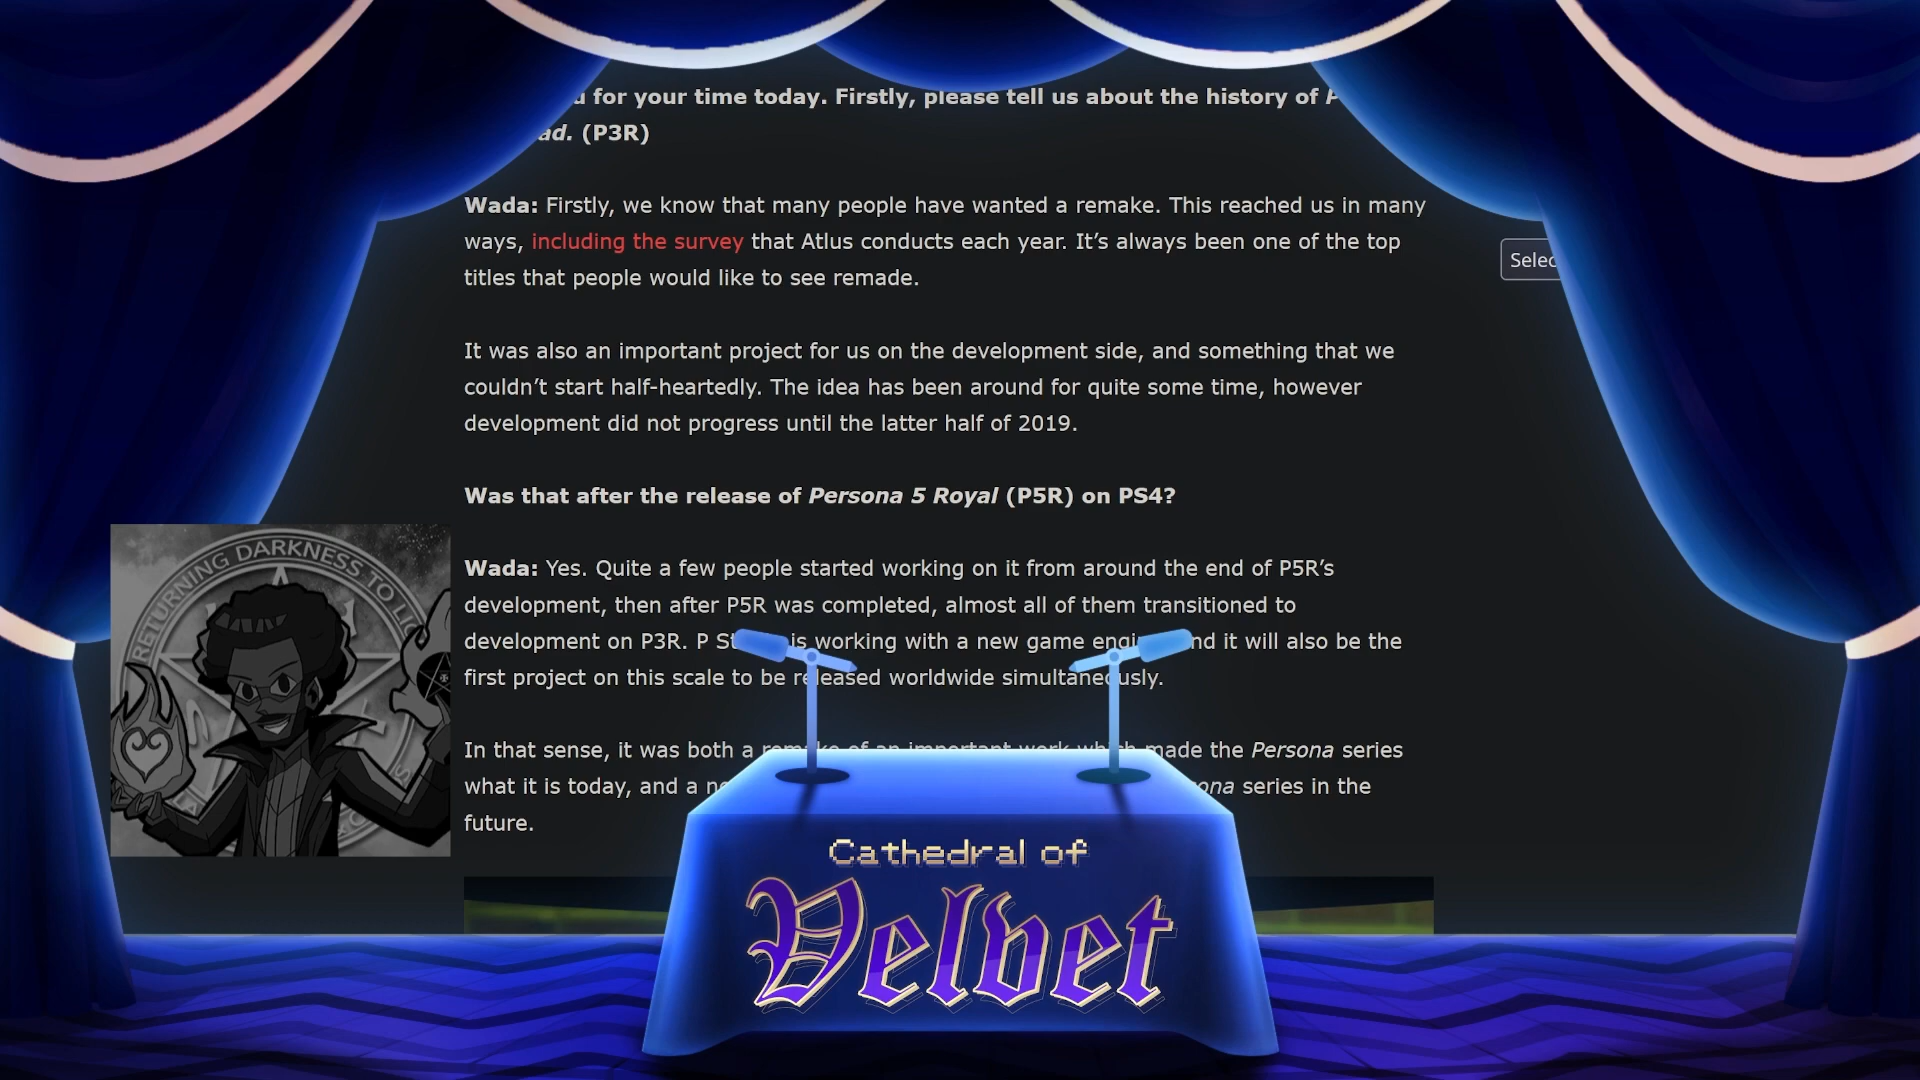 for your time today. Firstly, please tell us about the history of
(P3R)
Wada: Firstly, we know that many people have wanted a remake. This reached us in many
ways, including the survey that Atlus conducts each year. It’s always been one of the top
titles that people would like to see remade.
Selec
It was also an important project for us on the development side, and something that we
couldn’t start half-heartedly. The idea has been around for quite some time, however
development did not progress until the latter half of 2019.
Was that after the release of Persona 5 Royal (P5R) on PS4?
Wada: Yes. Quite a few people started working on it from around the end of P5R’s
development, then after P5R was completed, almost all of them transitioned to
development on P3R. P is working with a new game and it will also be the
first project on this scale to be released worldwide simultaneously.
In that sense, it was both a remake of an important work which made the Persona series
what it is today, and a series in the
future.
RETURNING DARKNESS TO
Cathedral of
Velvet